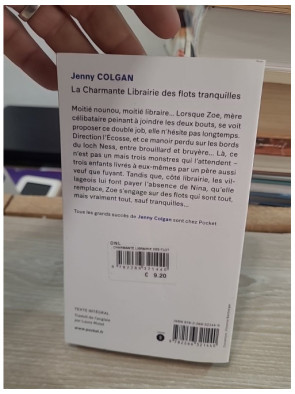 Jenny COLGAN
La Charmante Librairie des flots tranquilles
Moitié nounou, moitié libraire... Lorsque Zoe, mère
célibataire peinant à joindre les deux bouts, se voit
proposer ce double job, elle n'hésite pas longtemps.
Direction l'Écosse, et ce manoir perdu sur les bords
du loch Ness, entre brouillard et bruyère... Là, ce
n'est pas un mais trois monstres qui l'attendent –
trois enfants livrés à eux-mêmes par un père aussi
veuf que fuyant. Tandis que, côté librairie, les vil-
lageois lui font payer l'absence de Nina, qu'elle
remplace, Zoe s'engage sur des flots qui sont tout,
mais vraiment tout, sauf tranquilles...
Tous les grands succès de Jenny Colgan sont chez Pocket
€ 9.20
TEXTE INTÉGRAL
Traduit de l'anglais